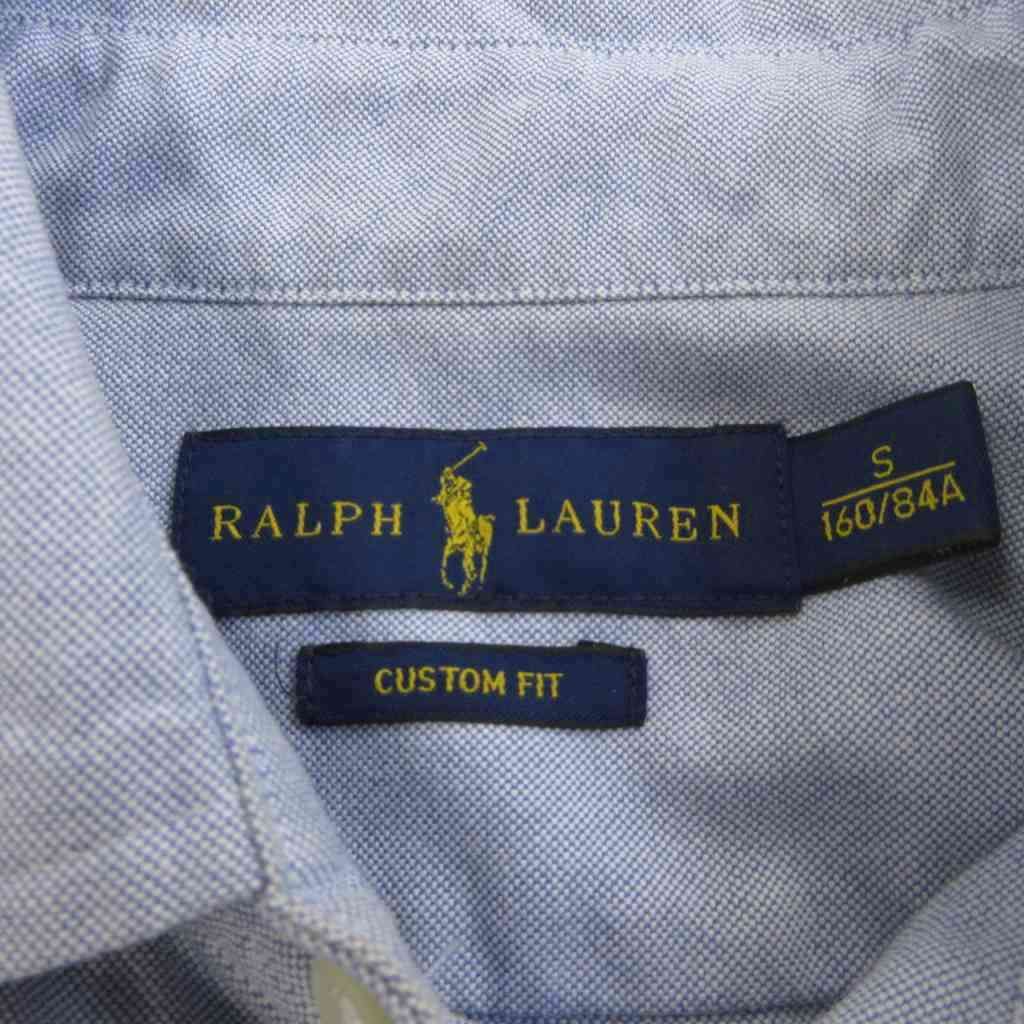 RALPH LAUREN
S
160/84A
CUSTOM FIT